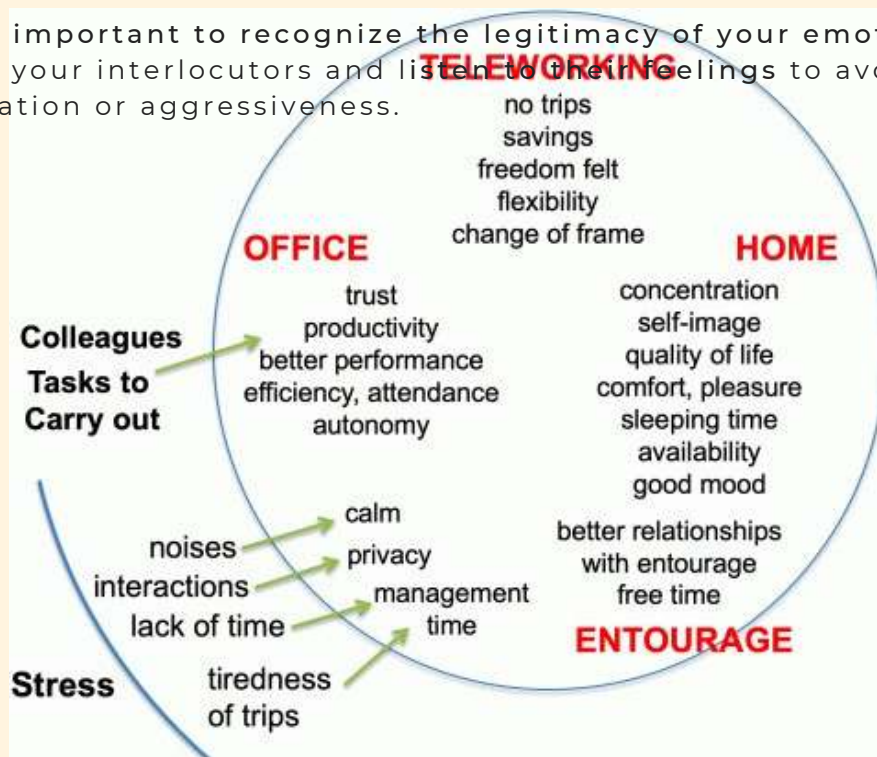 important to recognize the legitimacy of your
your interlocutors and listen to their feelings to
or aggressiveness.
TELEWORKING
no trips
savings
freedom felt
flexibility
change of frame
OFFICE
HOME
trust
productivity
better performance
efficiency, attendance
autonomy
Colleagues
Tasks to
Carry out
concentration
self-image
quality of life
comfort, pleasure
sleeping time
availability
good mood
calm
privacy
management
time
noises
interactions
lack of time
tiredness
of trips
Stress
better relationships
with entourage
free time
ENTOURAGE